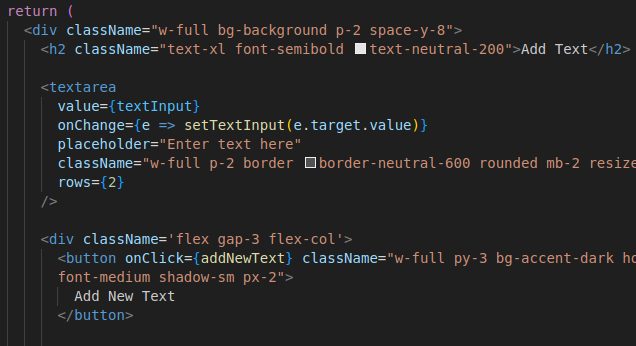 return (
<div className="w-full bg-background p-2 space-y-8">
<h2 className="text-xl font-semibold text-neutral-200">Add Text</h2>
<textarea
value={textInput}
onChange={e => setTextInput(e.target.value)}
placeholder="Enter text here"
className="w-full p-2 border border-neutral-600 rounded mb-2 resize
rows={2}
/>
<div className='flex gap-3 flex-col'>
<button onClick={addNewText} className="w-full py-3 bg-accent-dark ho
font-medium shadow-sm px-2">
Add New Text
</button>